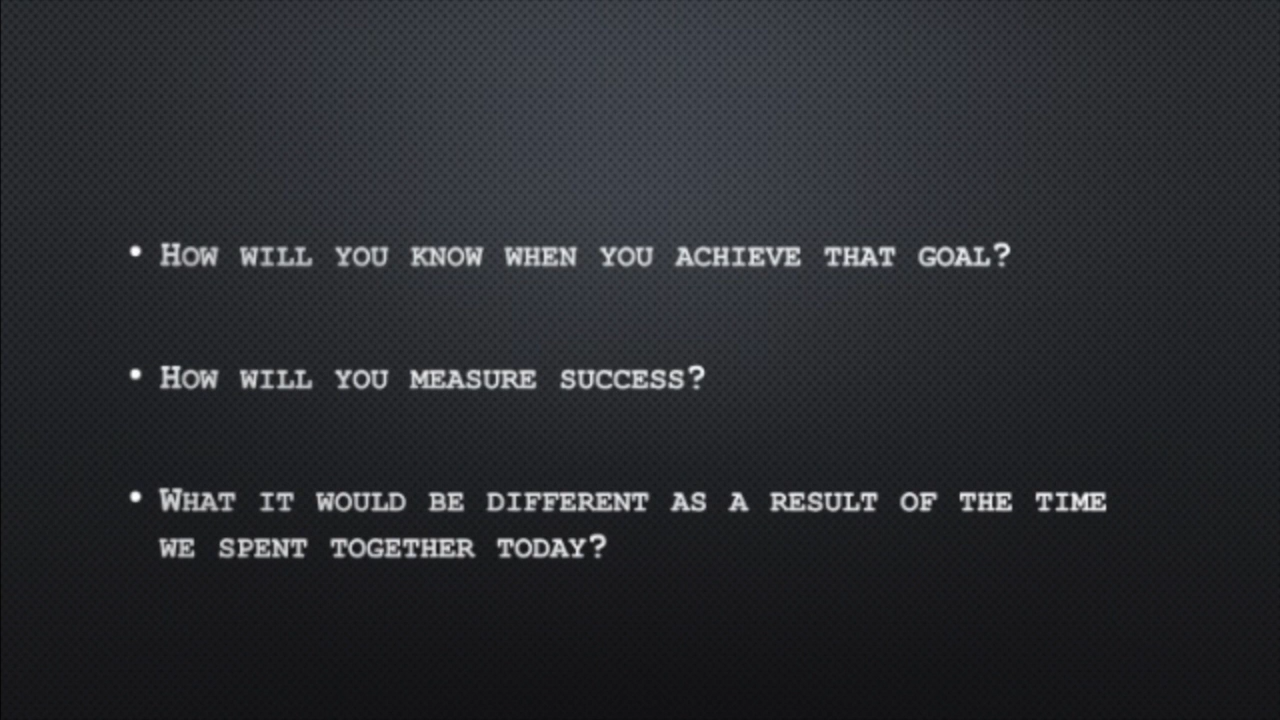 • How will you know when you achieve that goal?
• How will you measure success?
• What it would be different as a result of the time
we spent together today?